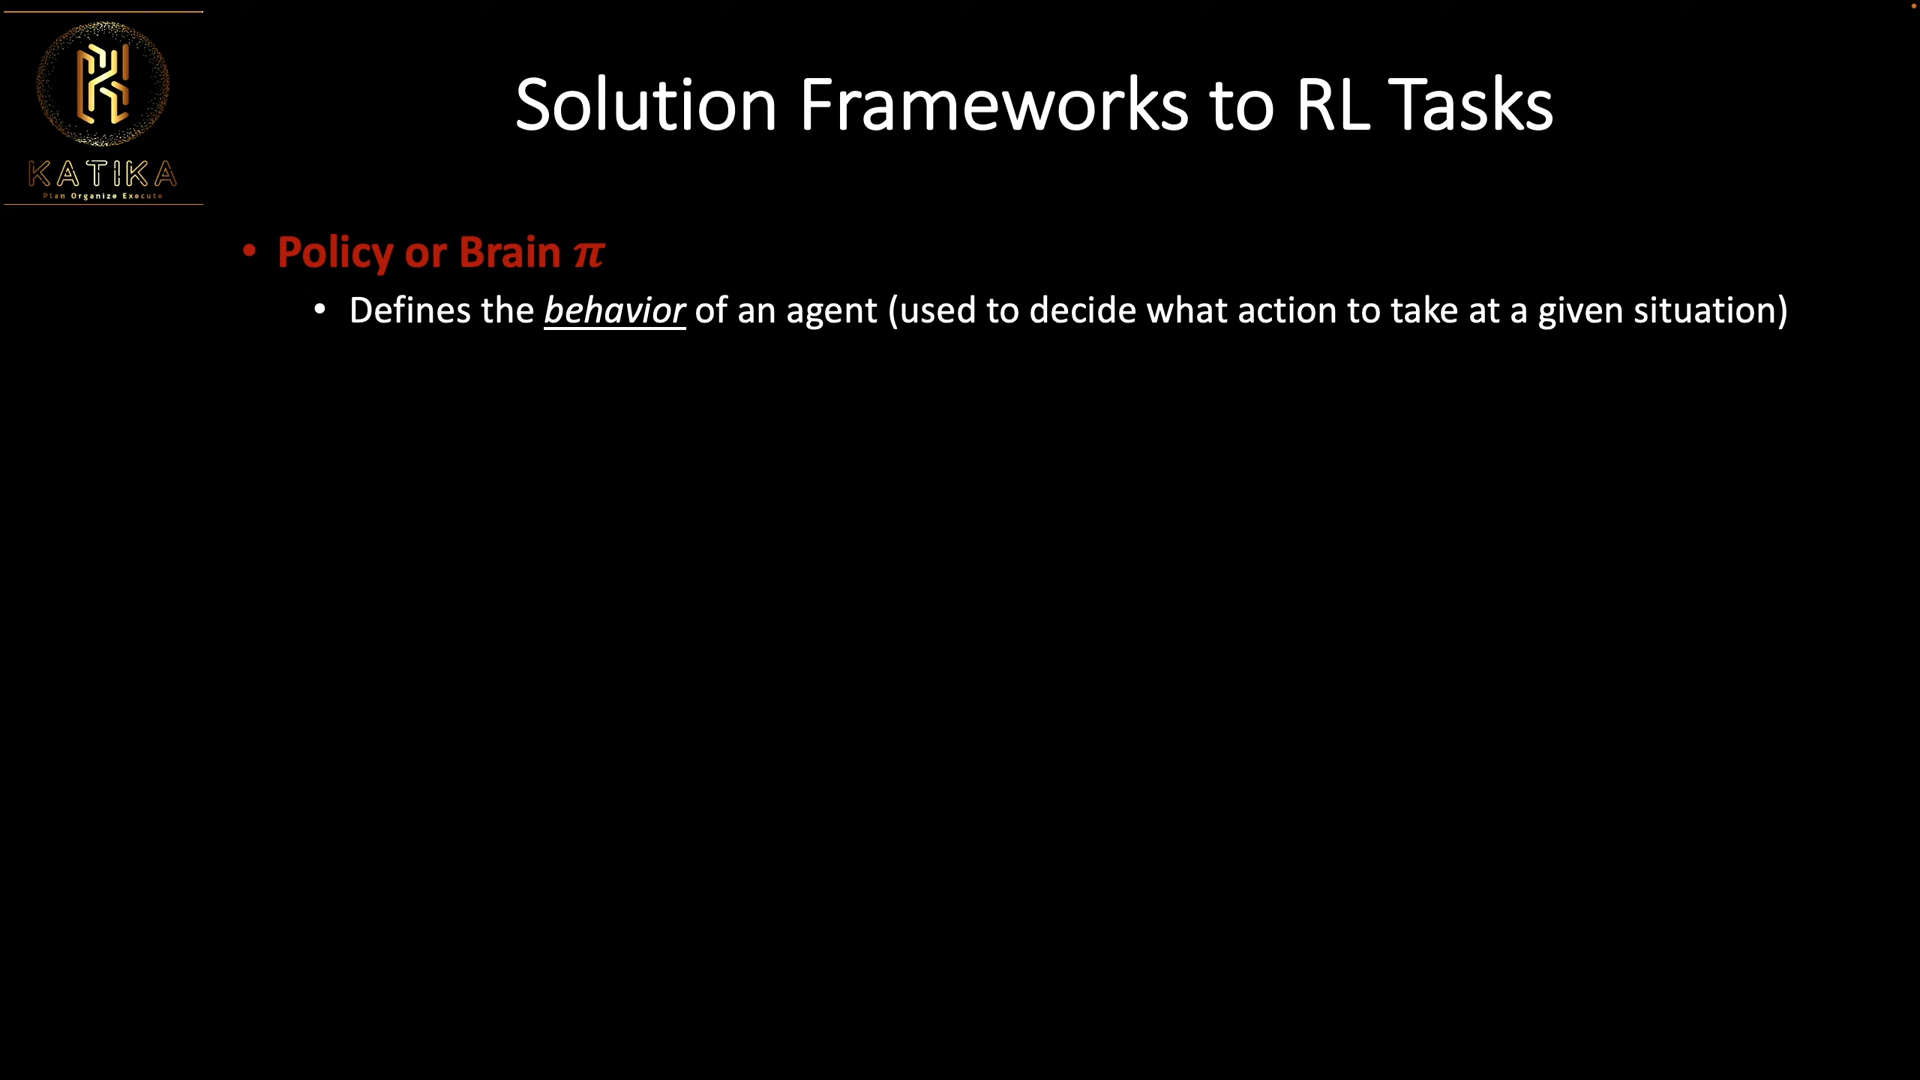 KATIKA
Plan Organize Execute
Solution Frameworks to RL Tasks
• Policy or Brain π
• Defines the behavior of an agent (used to decide what action to take at a given situation)